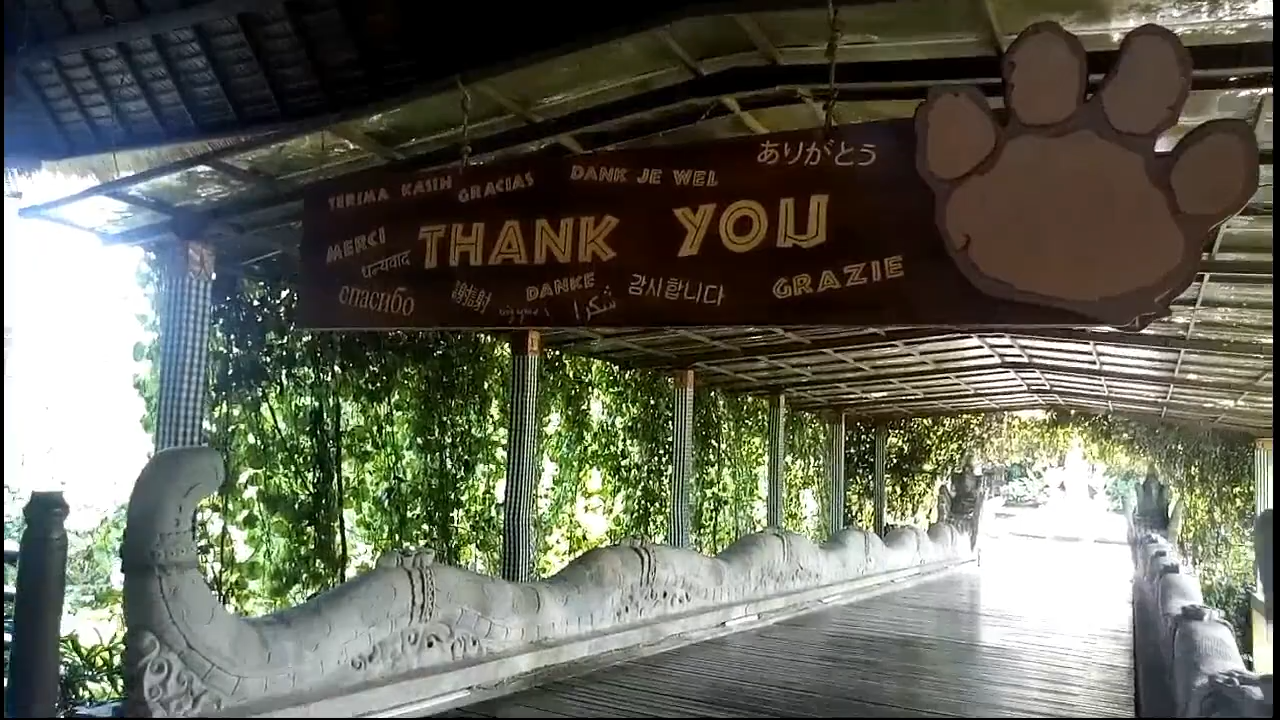 TERIMA KASIH
GRACIAS
DANK JE WEL
ありがとう
MERCI
धन्यवाद
THANK YOU
спасибо
謝謝
DANKE
شكرا
감사합니다
GRAZIE